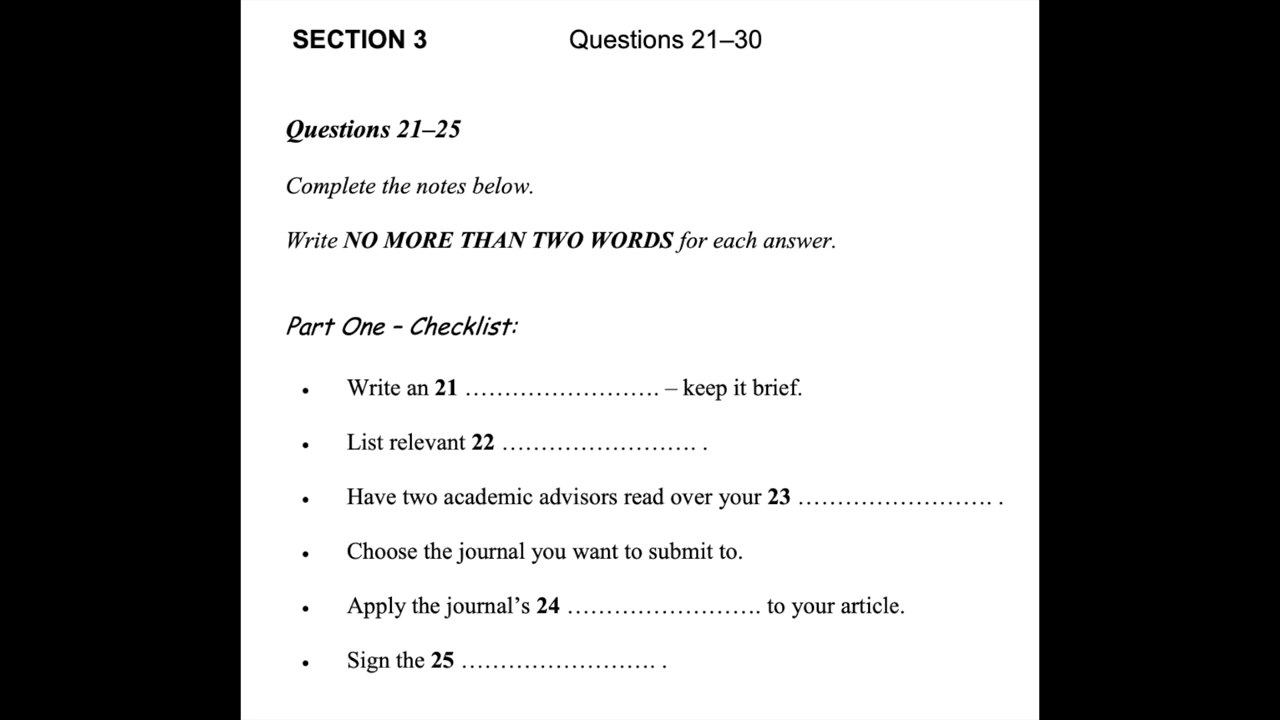 SECTION 3 Questions 21–30
Questions 21–25
Complete the notes below.
Write NO MORE THAN TWO WORDS for each answer.
Part One – Checklist:
• Write an 21 ......................... – keep it brief.
• List relevant 22 ......................... .
• Have two academic advisors read over your 23 ......................... .
• Choose the journal you want to submit to.
• Apply the journal’s 24 ......................... to your article.
• Sign the 25 ......................... .